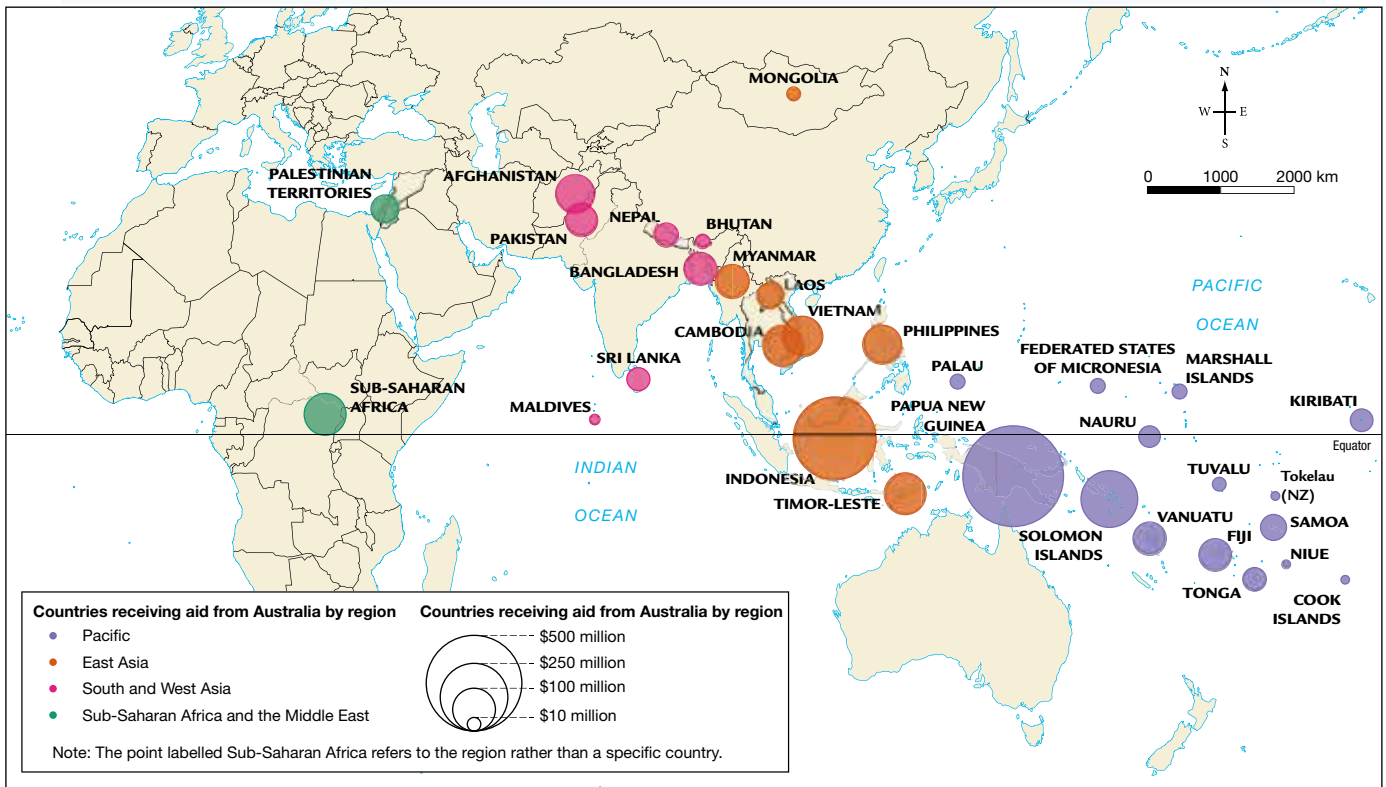 MONGOLIA
N
W E
S
0 1000 2000 km
PALESTINIAN
TERRITORIES
AFGHANISTAN
PAKISTAN
NEPAL
BHUTAN
BANGLADESH
MYANMAR
LAOS
VIETNAM
CAMBODIA
PHILIPPINES
SRI LANKA
MALDIVES
SUB-SAHARAN
AFRICA
PACIFIC
OCEAN
PALAU
FEDERATED STATES
OF MICRONESIA
MARSHALL
ISLANDS
KIRIBATI
NAURU
PAPUA NEW
GUINEA
Equator
INDIAN
OCEAN
INDONESIA
TIMOR-LESTE
TUVALU
Tokelau
(NZ)
SOLOMON
ISLANDS
VANUATU
FIJI
SAMOA
NIUE
TONGA
COOK
ISLANDS
Countries receiving aid from Australia by region
Pacific
East Asia
South and West Asia
Sub-Saharan Africa and the Middle East
Countries receiving aid from Australia by region
$500 million
$250 million
$100 million
$10 million
Note: The point labelled Sub-Saharan Africa refers to the region rather than a specific country.